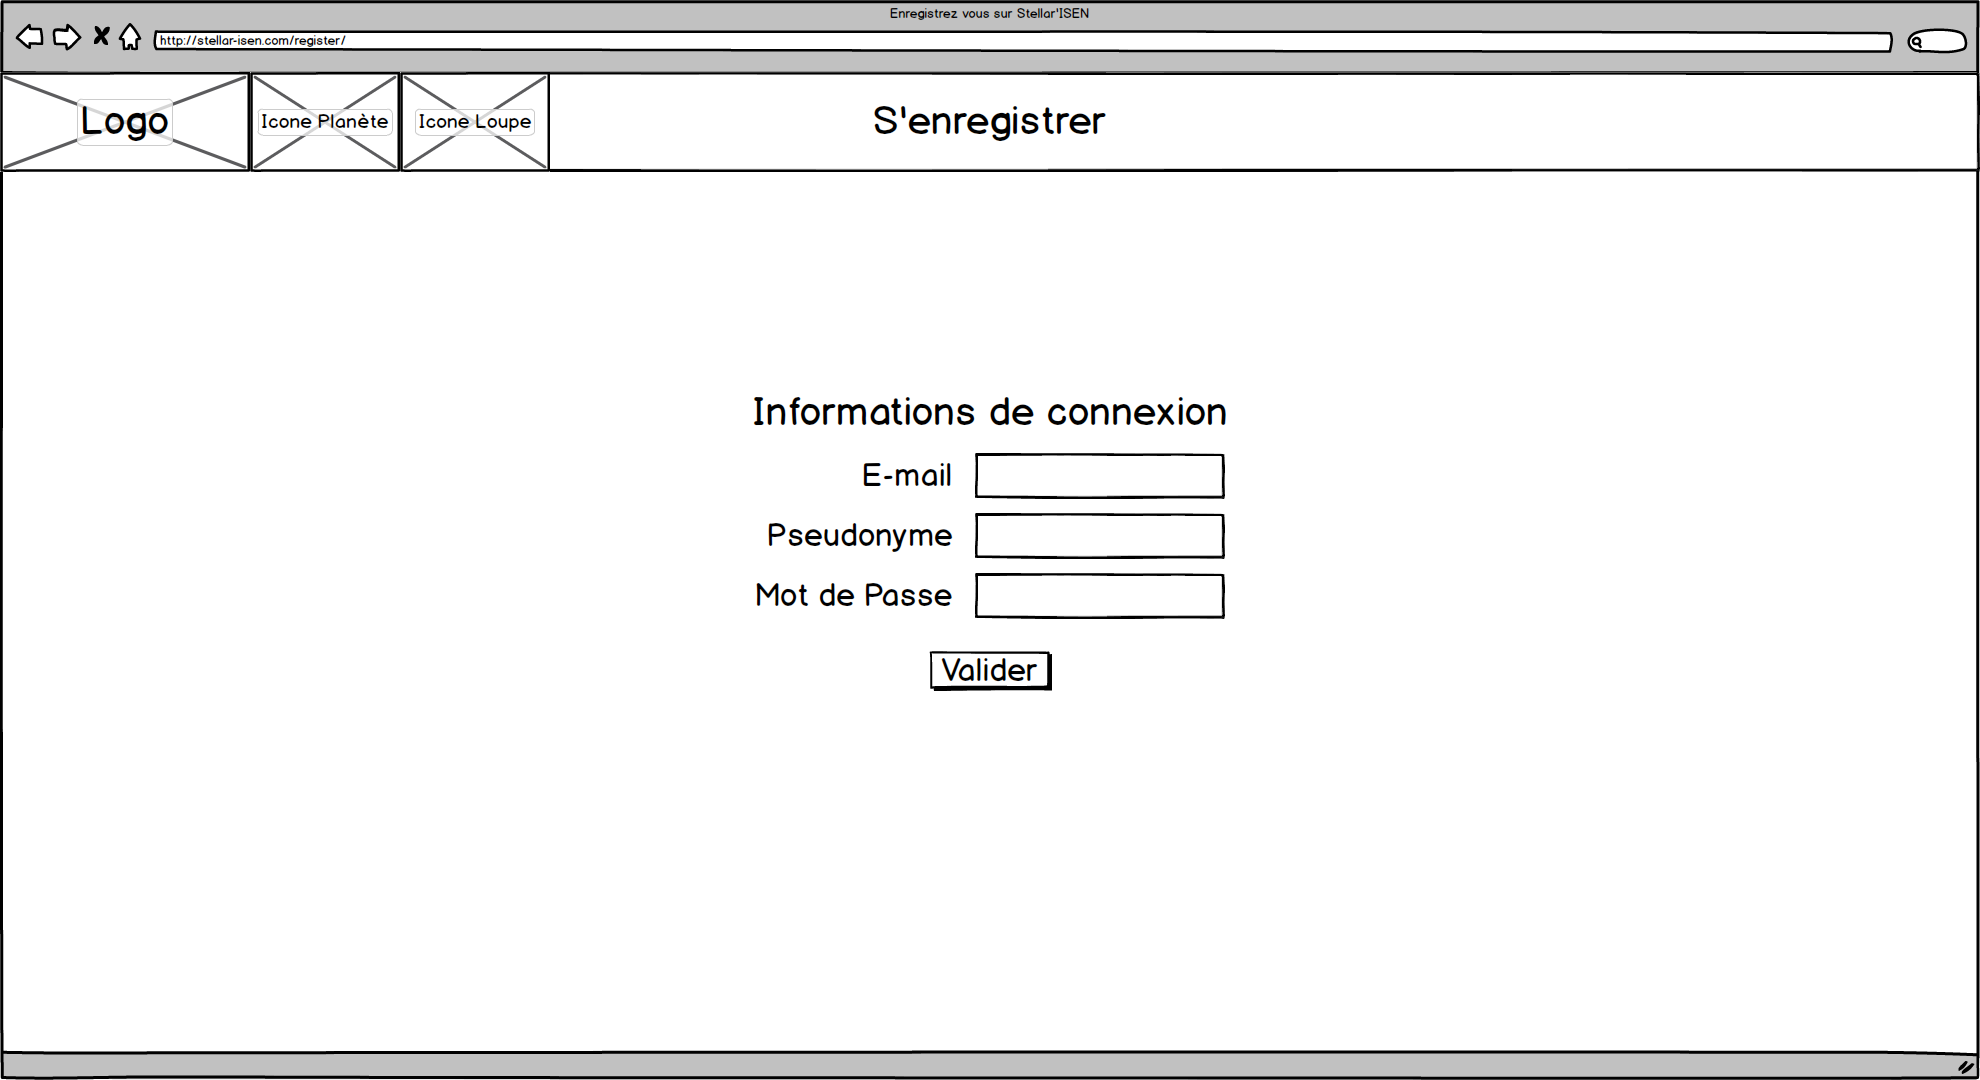 Enregistrez vous sur Stellar'ISEN
http://stellar-isen.com/register/
Logo
Icone Planète
Icone Loupe
S'enregistrer
Informations de connexion
E-mail
Pseudonyme
Mot de Passe
Valider